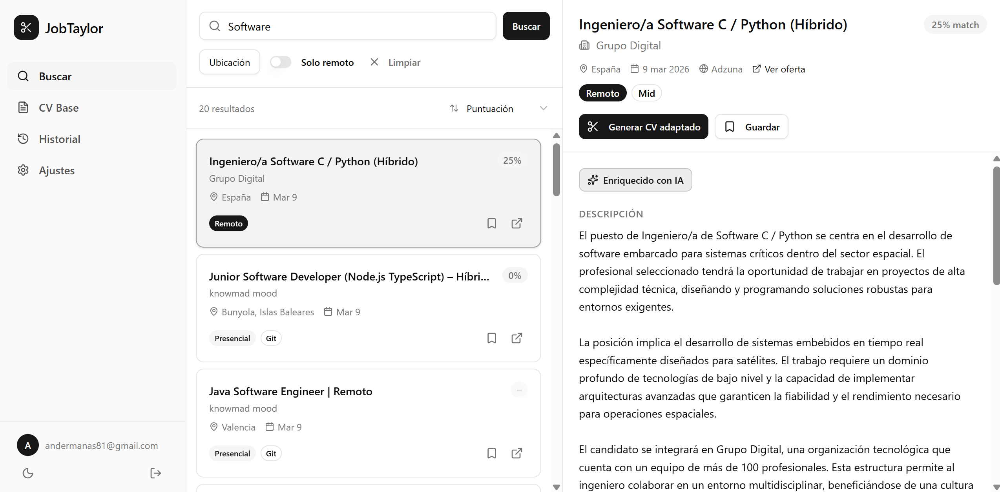 JobTaylor
Buscar
CV Base
Historial
Ajustes
A
andermanas81@gmail.com
Software
Buscar
Ubicación
Solo remoto
Limpiar
20 resultados
Puntuación
Ingeniero/a Software C / Python (Híbrido)
25%
Grupo Digital
España
Mar 9
Remoto
Junior Software Developer (Node.js TypeScript) – Híbri...
0%
knowmad mood
Bunyola, Islas Baleares
Mar 9
Presencial
Git
Java Software Engineer | Remoto
–
knowmad mood
Valencia
Mar 9
Presencial
Git
Ingeniero/a Software C / Python (Híbrido)
25% match
Grupo Digital
España
9 mar 2026
Adzuna
Ver oferta
Remoto
Mid
Generar CV adaptado
Guardar
Enriquecido con IA
DESCRIPCIÓN
El puesto de Ingeniero/a de Software C / Python se centra en el desarrollo de
software embarcado para sistemas críticos dentro del sector espacial. El
profesional seleccionado tendrá la oportunidad de trabajar en proyectos de alta
complejidad técnica, diseñando y programando soluciones robustas para
entornos exigentes.
La posición implica el desarrollo de sistemas embebidos en tiempo real
específicamente diseñados para satélites. El trabajo requiere un dominio
profundo de tecnologías de bajo nivel y la capacidad de implementar
arquitecturas avanzadas que garanticen la fiabilidad y el rendimiento necesario
para operaciones espaciales.
El candidato se integrará en Grupo Digital, una organización tecnológica que
cuenta con un equipo de más de 100 profesionales. Esta estructura permite al
ingeniero colaborar en un entorno multidisciplinar, beneficiándose de una cultura